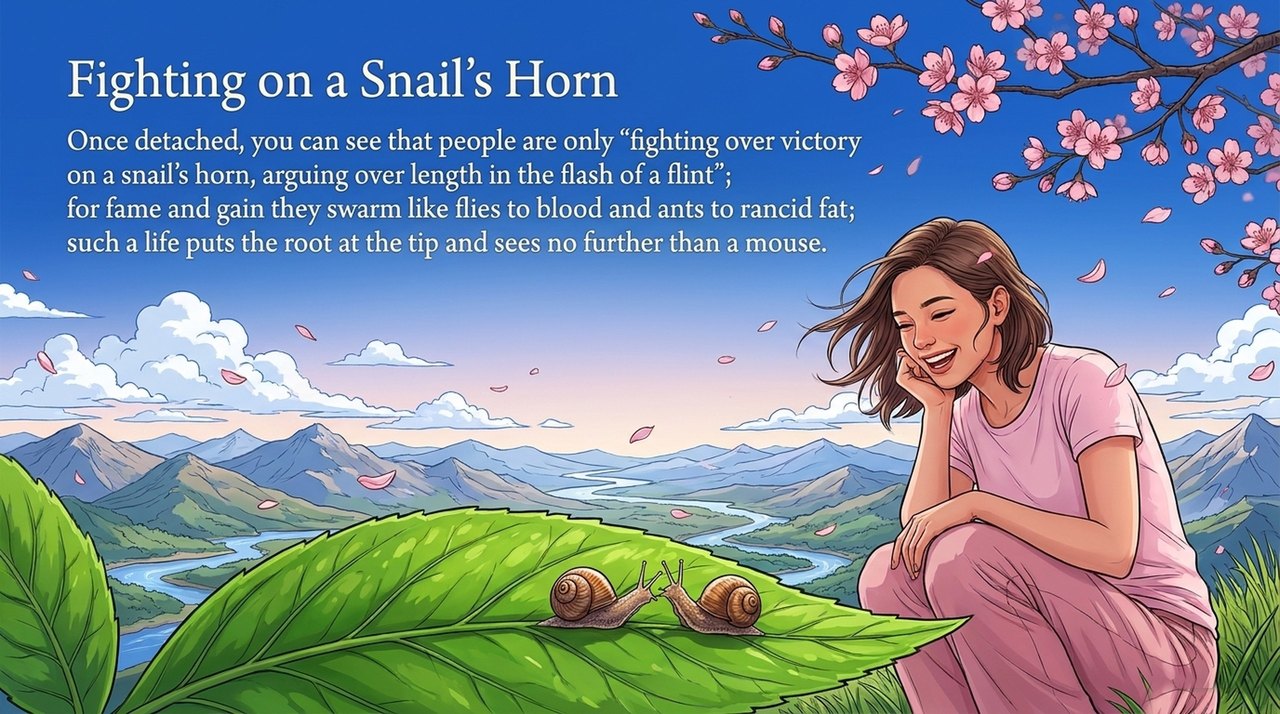 Fighting on a Snail’s Horn
Once detached, you can see that people are only “fighting over victory
on a snail’s horn, arguing over length in the flash of a flint”;
for fame and gain they swarm like flies to blood and ants to rancid fat;
such a life puts the root at the tip and sees no further than a mouse.